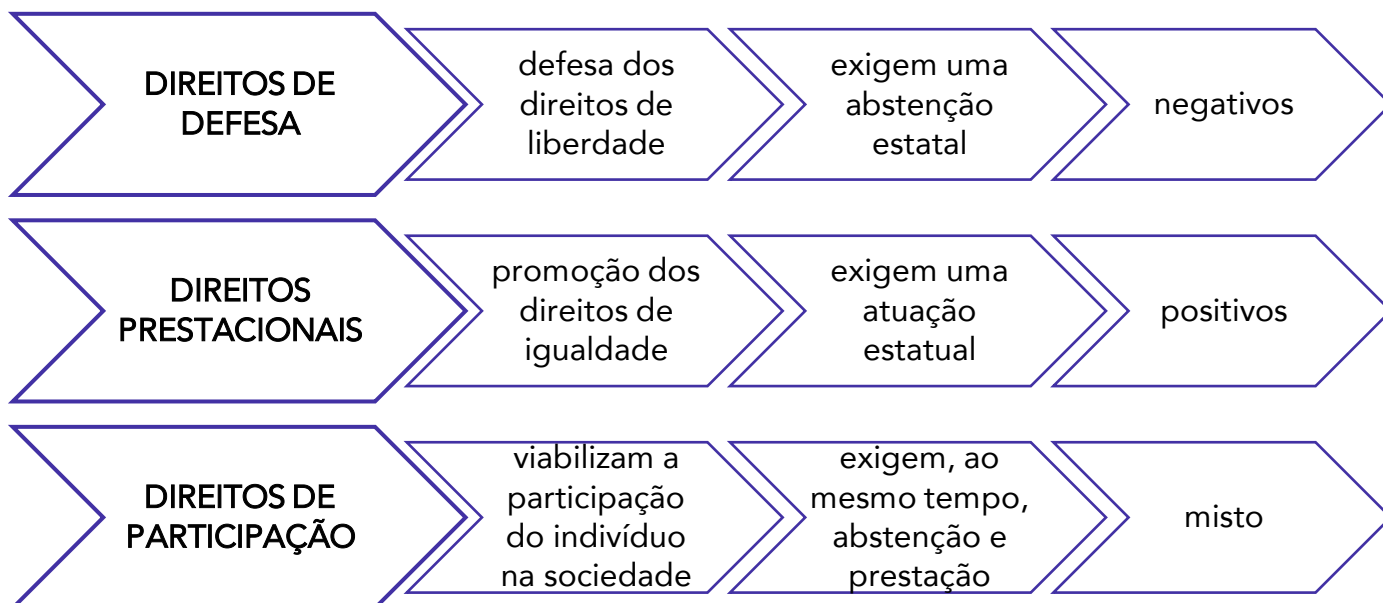 DIREITOS DE
DEFESA
defesa dos
direitos de
liberdade
exigem uma
abstenção
estatal
negativos
DIREITOS
PRESTACIONAIS
promoção dos
direitos de
igualdade
exigem uma
atuação
estatual
positivos
DIREITOS DE
PARTICIPAÇÃO
viabilizam a
participação
do indivíduo
na sociedade
exigem, ao
mesmo tempo,
abstenção e
prestação
misto